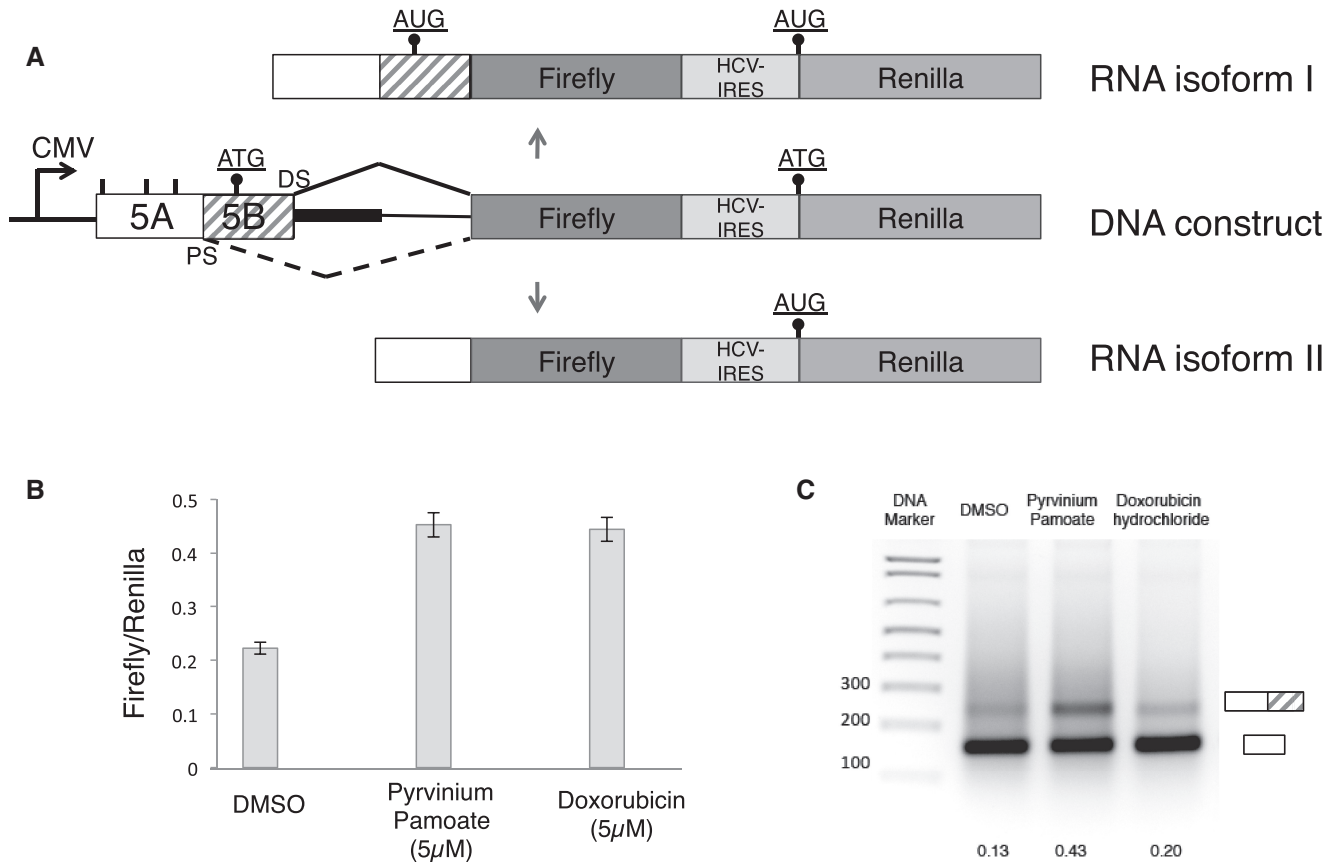 A
AUG AUG
Firefly HCV-IRES Renilla RNA isoform I
CMV
ATG ATG
DS
5A 5B Firefly HCV-IRES Renilla DNA construct
PS
AUG
Firefly HCV-IRES Renilla RNA isoform II
B
Firefly/Renilla
0.5
0.4
0.3
0.2
0.1
0
DMSO
Pyrvinium
Pamoate
(5µM)
Doxorubicin
(5µM)
C
DNA
Marker
DMSO
Pyrvinium
Pamoate
Doxorubicin
hydrochloride
300
200
100
0.13 0.43 0.20